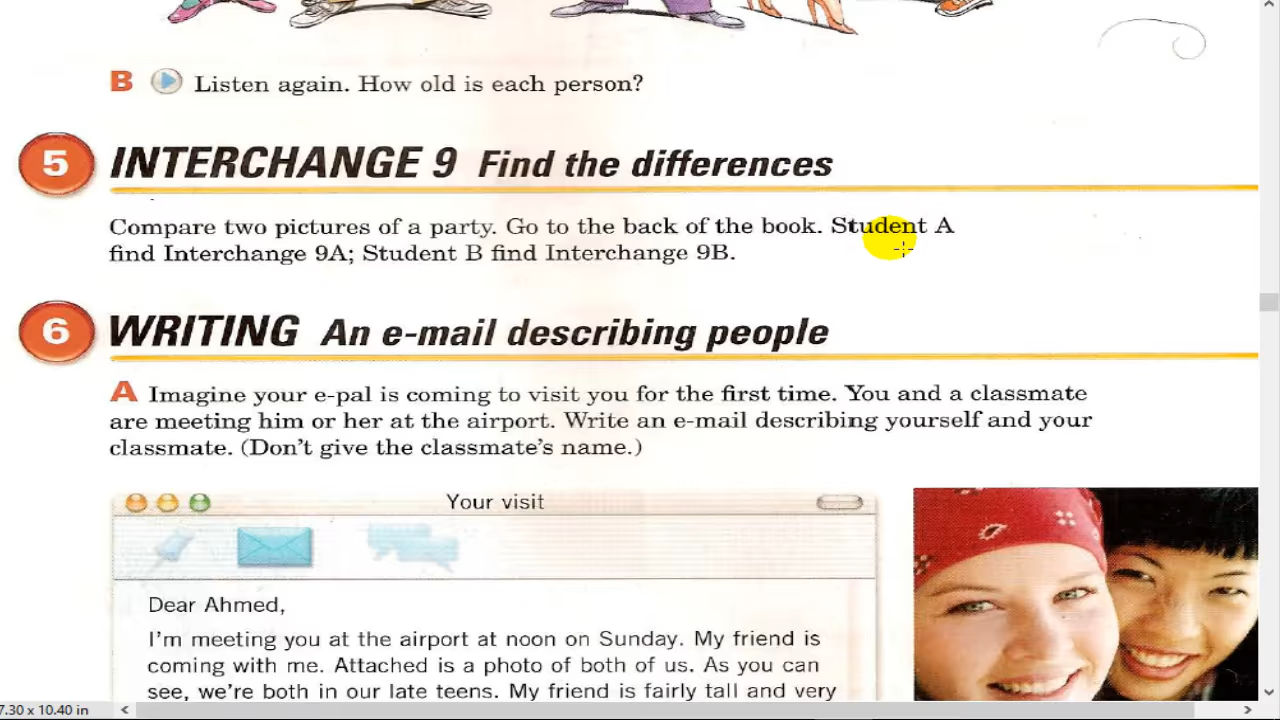 B Listen again. How old is each person?
5 INTERCHANGE 9 Find the differences
Compare two pictures of a party. Go to the back of the book. Student A
find Interchange 9A; Student B find Interchange 9B.
6 WRITING An e-mail describing people
A Imagine your e-pal is coming to visit you for the first time. You and a classmate
are meeting him or her at the airport. Write an e-mail describing yourself and your
classmate. (Don't give the classmate's name.)
Your visit
Dear Ahmed,
I'm meeting you at the airport at noon on Sunday. My friend is
coming with me. Attached is a photo of both of us. As you can
see, we're both in our late teens. My friend is fairly tall and very
7.30 x 10.40 in